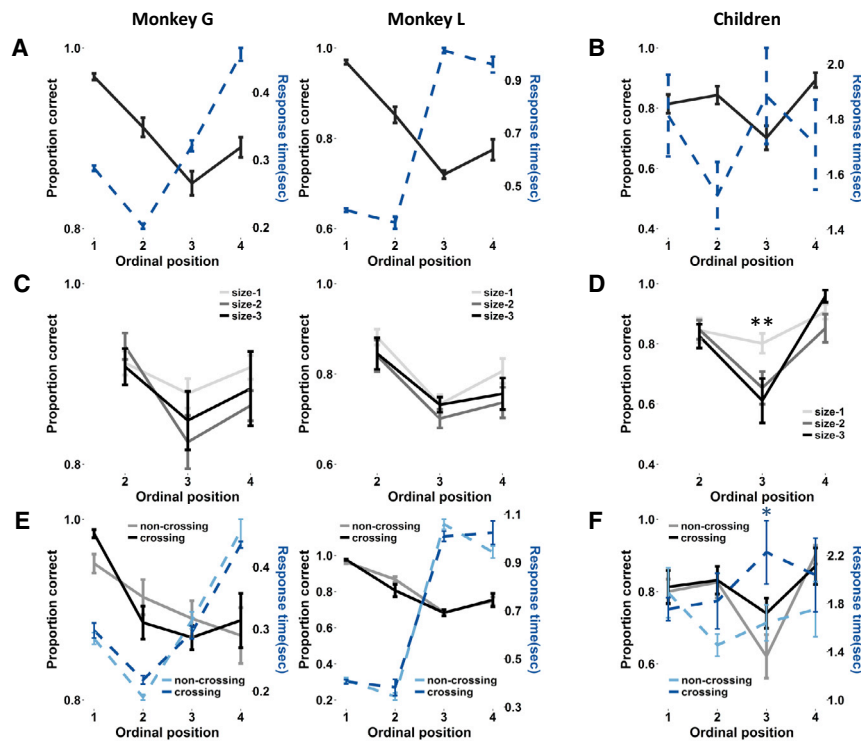 Monkey G
Monkey L
Children
A
1.0
0.8
Proportion correct
0.4
0.3
0.2
Response time(sec)
1 2 3 4
Ordinal position
1.0
0.8
0.6
Proportion correct
0.9
0.7
0.5
Response time(sec)
1 2 3 4
Ordinal position
B
1.0
0.8
0.6
0.4
Proportion correct
2.0
1.8
1.6
1.4
Response time(sec)
1 2 3 4
Ordinal position
C
1.0
0.8
Proportion correct
size-1
size-2
size-3
2 3 4
Ordinal position
1.0
0.8
0.6
Proportion correct
size-1
size-2
size-3
2 3 4
Ordinal position
D
1.0
0.8
0.6
0.4
Proportion correct
**
size-1
size-2
size-3
2 3 4
Ordinal position
E
1.0
0.8
Proportion correct
non-crossing
crossing
0.4
0.3
0.2
Response time(sec)
non-crossing
crossing
1 2 3 4
Ordinal position
1.0
0.8
0.6
0.4
0.2
Proportion correct
non-crossing
crossing
1.1
0.9
0.7
0.5
0.3
Response time(sec)
non-crossing
crossing
1 2 3 4
Ordinal position
F
1.0
0.8
0.6
Proportion correct
non-crossing
crossing
*
2.2
1.8
1.4
1.0
Response time(sec)
non-crossing
crossing
1 2 3 4
Ordinal position